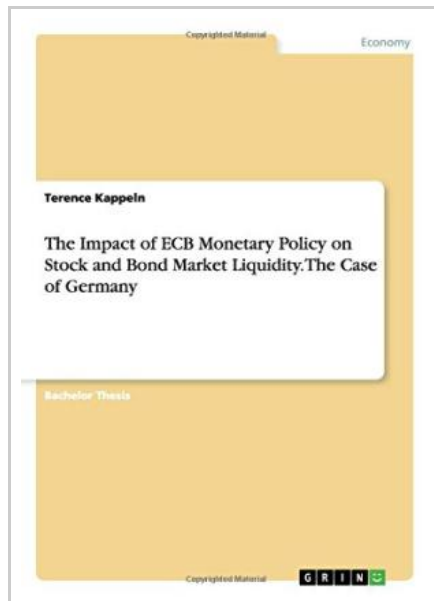 Copyrighted Material
Economy
Terence Kappeln
The Impact of ECB Monetary Policy on
Stock and Bond Market Liquidity.The Case
of Germany
Bachelor Thesis
Copyrighted Material
GRIN